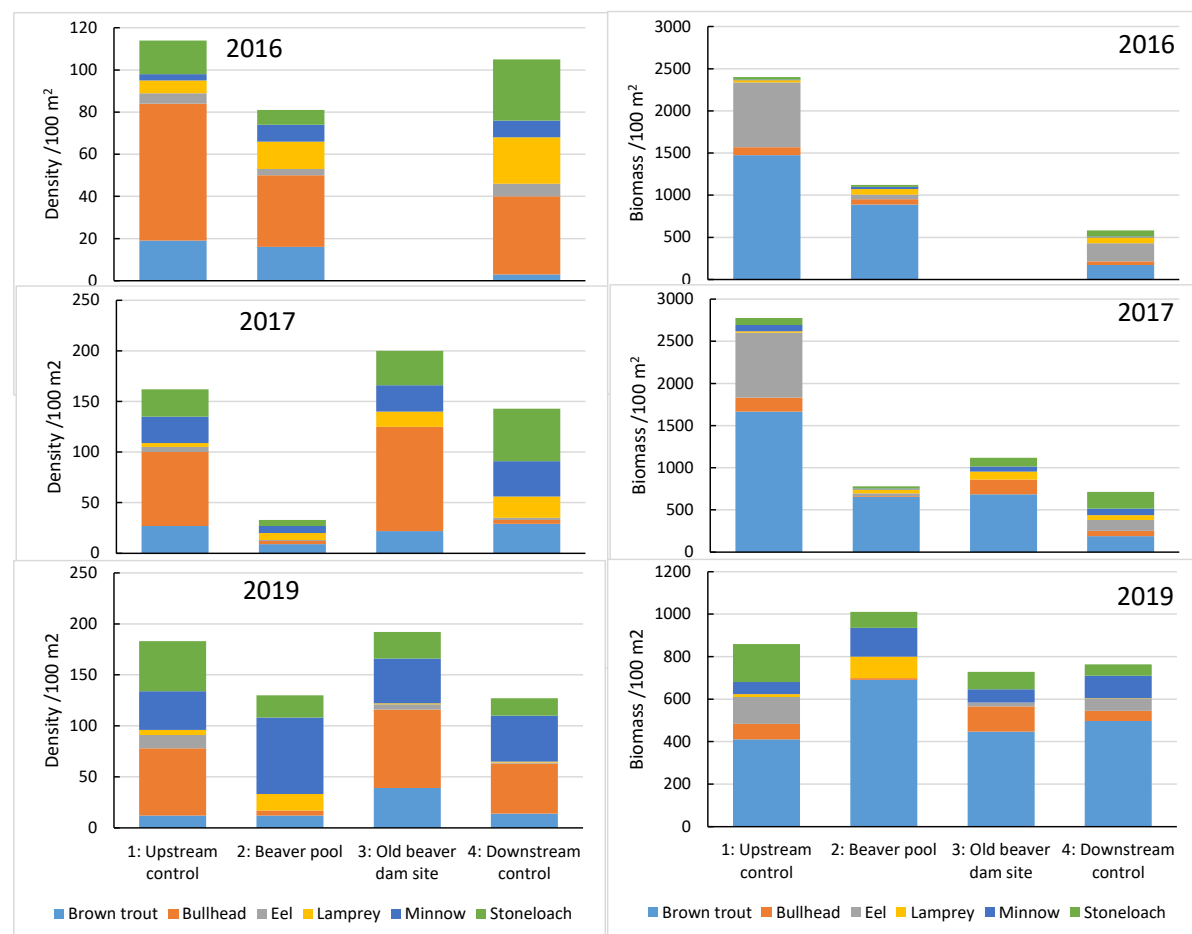 2016
Density /100 m²
120
100
80
60
40
20
0
2016
Biomass /100 m²
3000
2500
2000
1500
1000
500
0
2017
Density /100 m2
250
200
150
100
50
0
2017
Biomass /100 m²
3000
2500
2000
1500
1000
500
0
2019
Density /100 m2
250
200
150
100
50
0
1: Upstream
control
2: Beaver pool
3: Old beaver
dam site
4: Downstream
control
Brown trout Bullhead Eel Lamprey Minnow Stoneloach
2019
Biomass /100 m2
1200
1000
800
600
400
200
0
1: Upstream
control
2: Beaver pool
3: Old beaver
dam site
4: Downstream
control
Brown trout Bullhead Eel Lamprey Minnow Stoneloach